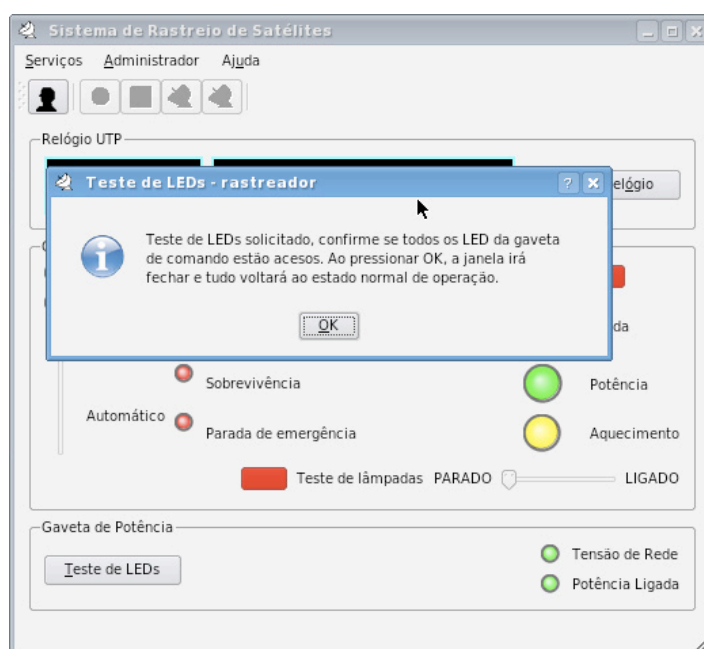 Sistema de Rastreio de Satélites
Serviços Administrador Ajuda
Relógio UTP
Teste de LEDs - rastreador
Teste de LEDs solicitado, confirme se todos os LED da gaveta
de comando estão acesos. Ao pressionar OK, a janela irá
fechar e tudo voltará ao estado normal de operação.
OK
Sobrevivência
Potência
Automático
Parada de emergência
Aquecimento
Teste de lâmpadas PARADO LIGADO
Gaveta de Potência
Teste de LEDs
Tensão de Rede
Potência Ligada